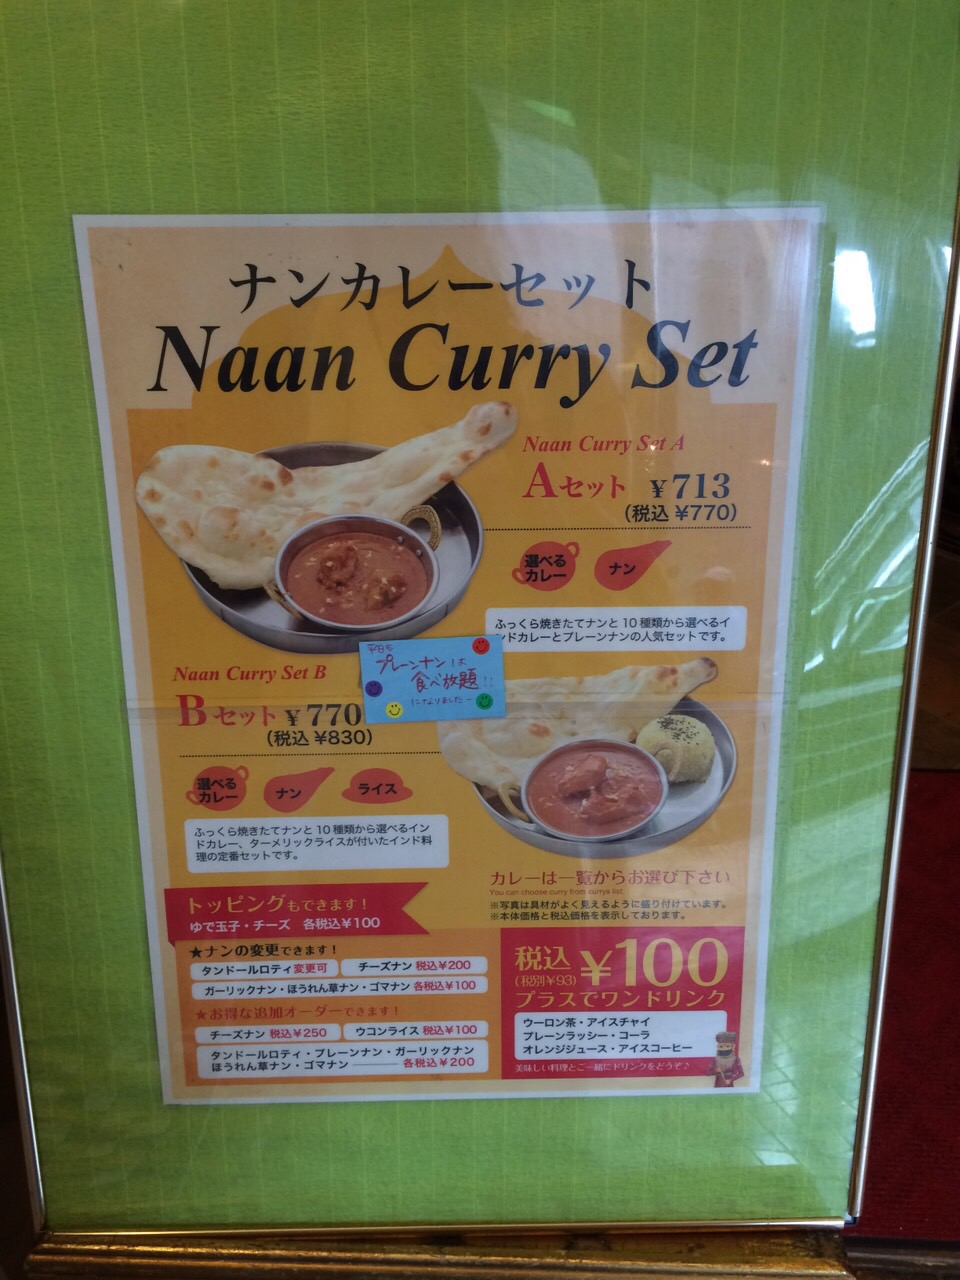 ナンカレーセット
Naan Curry Set
Naan Curry Set A
Aセット ¥713
(税込 ¥770)
選べる
カレー
ナン
ふっくら焼きたてナンと10種類から選べるイ
ンドカレーとプレーンナンの人気セットです。
平日も
プレーンナンは
食べ放題!!
になりましたー
Naan Curry Set B
Bセット ¥770
(税込 ¥830)
選べる
カレー
ナン
ライス
ふっくら焼きたてナンと10種類から選べるイン
ドカレー、ターメリックライスが付いたインド料
理の定番セットです。
カレーは一覧からお選び下さい
You can choose curry from currys list.
※写真は具材がよく見えるように盛り付けています。
※本体価格と税込価格を表示しております。
トッピングもできます!
ゆで玉子・チーズ 各税込¥100
★ナンの変更できます!
タンドールロティ変更可
チーズナン 税込¥200
ガーリックナン・ほうれん草ナン・ゴマナン 各税込¥100
★お得な追加オーダーできます!
チーズナン 税込¥250
ウコンライス 税込¥100
タンドールロティ・プレーンナン・ガーリックナン
ほうれん草ナン・ゴマナン ―― 各税込¥200
税込 ¥100
(税別¥93)
プラスでワンドリンク
ウーロン茶・アイスチャイ
プレーンラッシー・コーラ
オレンジジュース・アイスコーヒー
美味しい料理とご一緒にドリンクをどうぞ♪